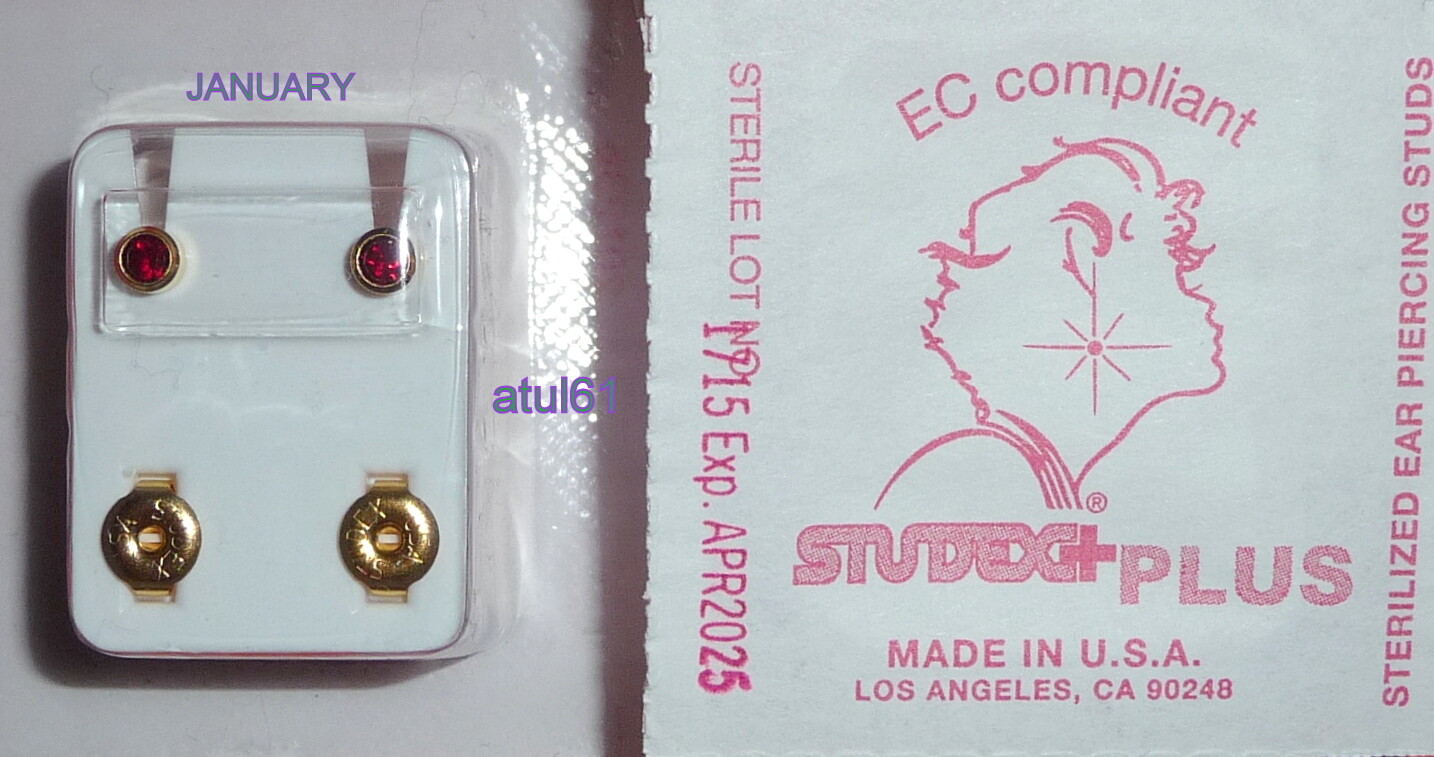 JANUARY
atul61
STERILE LOT NO.
1715 Exp. APR2025
EC compliant
®
STUDEX+PLUS
MADE IN U.S.A.
LOS ANGELES, CA 90248
STERILIZED EAR PIERCING STUDS